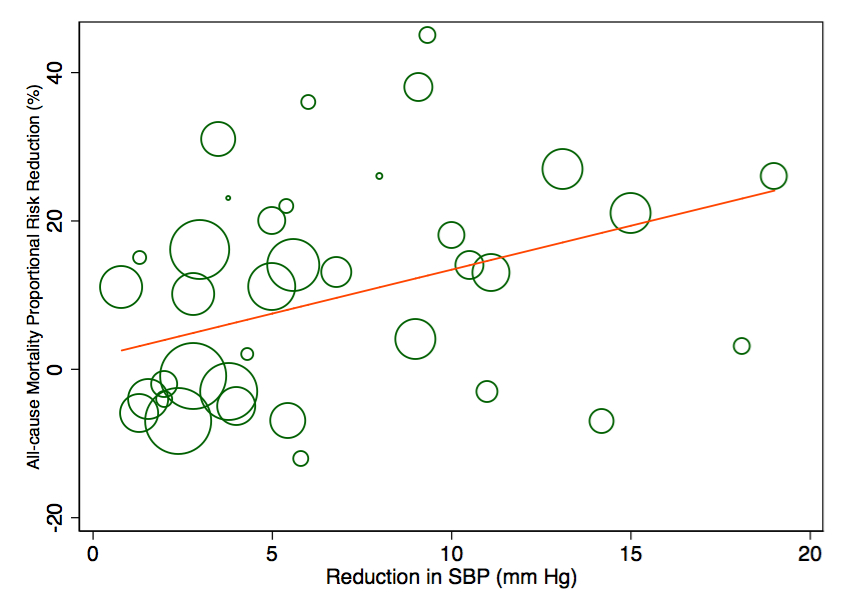 All-cause Mortality Proportional Risk Reduction (%)
40
20
0
-20
0 5 10 15 20
Reduction in SBP (mm Hg)